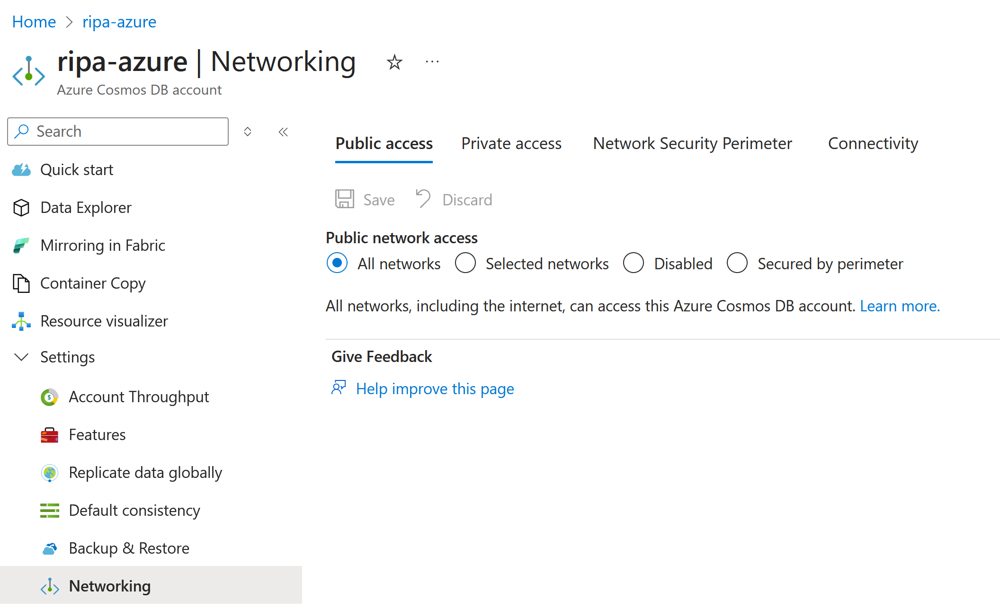 Home > ripa-azure
ripa-azure | Networking
Azure Cosmos DB account
Search
Quick start
Data Explorer
Mirroring in Fabric
Container Copy
Resource visualizer
Settings
Account Throughput
Features
Replicate data globally
Default consistency
Backup & Restore
Networking
Public access Private access Network Security Perimeter Connectivity
Save Discard
Public network access
All networks Selected networks Disabled Secured by perimeter
All networks, including the internet, can access this Azure Cosmos DB account. Learn more.
Give Feedback
Help improve this page